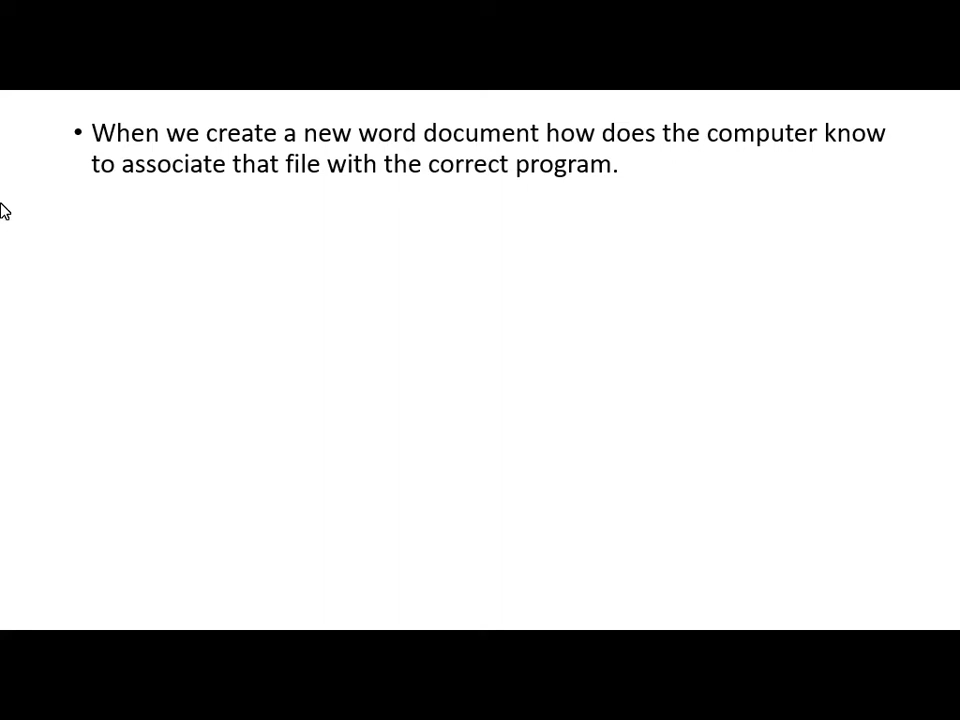 • When we create a new word document how does the computer know
to associate that file with the correct program.